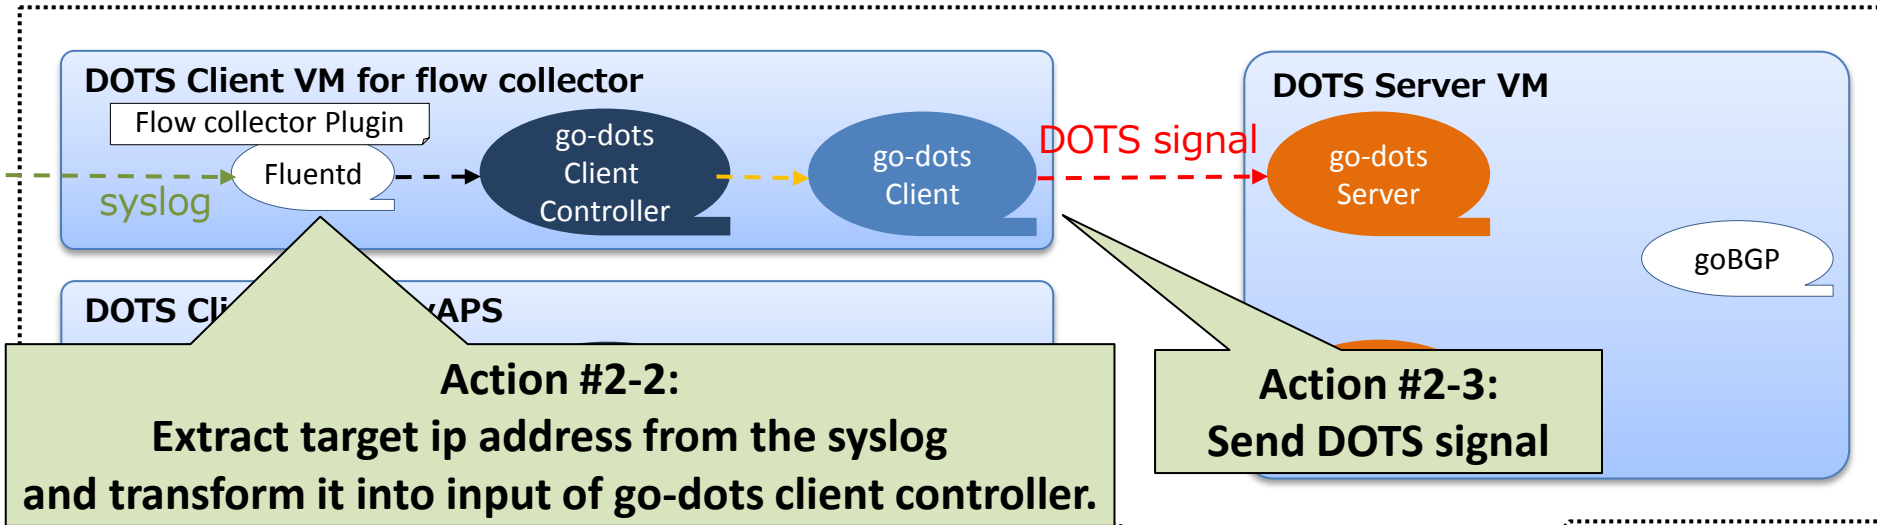 DOTS Client VM for flow collector
Flow collector Plugin
Fluentd
syslog
go-dots
Client
Controller
go-dots
Client
DOTS signal
DOTS Server VM
go-dots
Server
goBGP
DOTS
APS
Action #2-2:
Extract target ip address from the syslog
and transform it into input of go-dots client controller.
Action #2-3:
Send DOTS signal